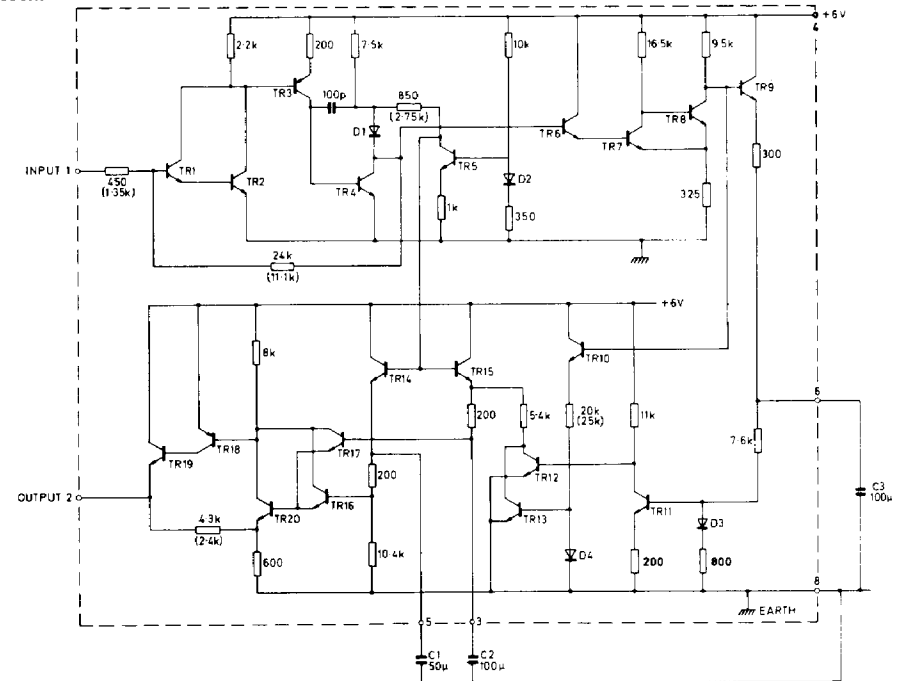 +6V
4
2·2k
200
7·5k
10k
16·5k
9·5k
TR3
100p
850
(2·75k)
TR9
D1
TR6
TR7
TR8
INPUT 1
450
(1·35k)
TR1
TR2
TR4
TR5
D2
300
1k
350
325
24k
(11·1k)
+6V
8k
TR14
TR15
TR10
6
200
5·4k
20k
(25k)
11k
7·6k
TR19
TR18
TR17
TR12
C3
100µ
OUTPUT 2
200
TR20
TR16
TR13
TR11
D3
4·3k
(2·4k)
600
10·4k
D4
200
800
8
EARTH
5
3
C1
50µ
C2
100µ